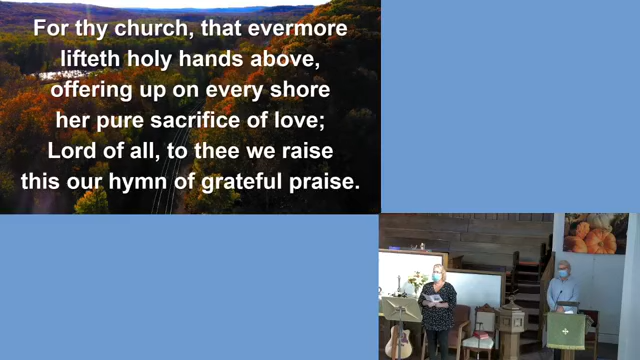 For thy church, that evermore
lifteth holy hands above,
offering up on every shore
her pure sacrifice of love;
Lord of all, to thee we raise
this our hymn of grateful praise.